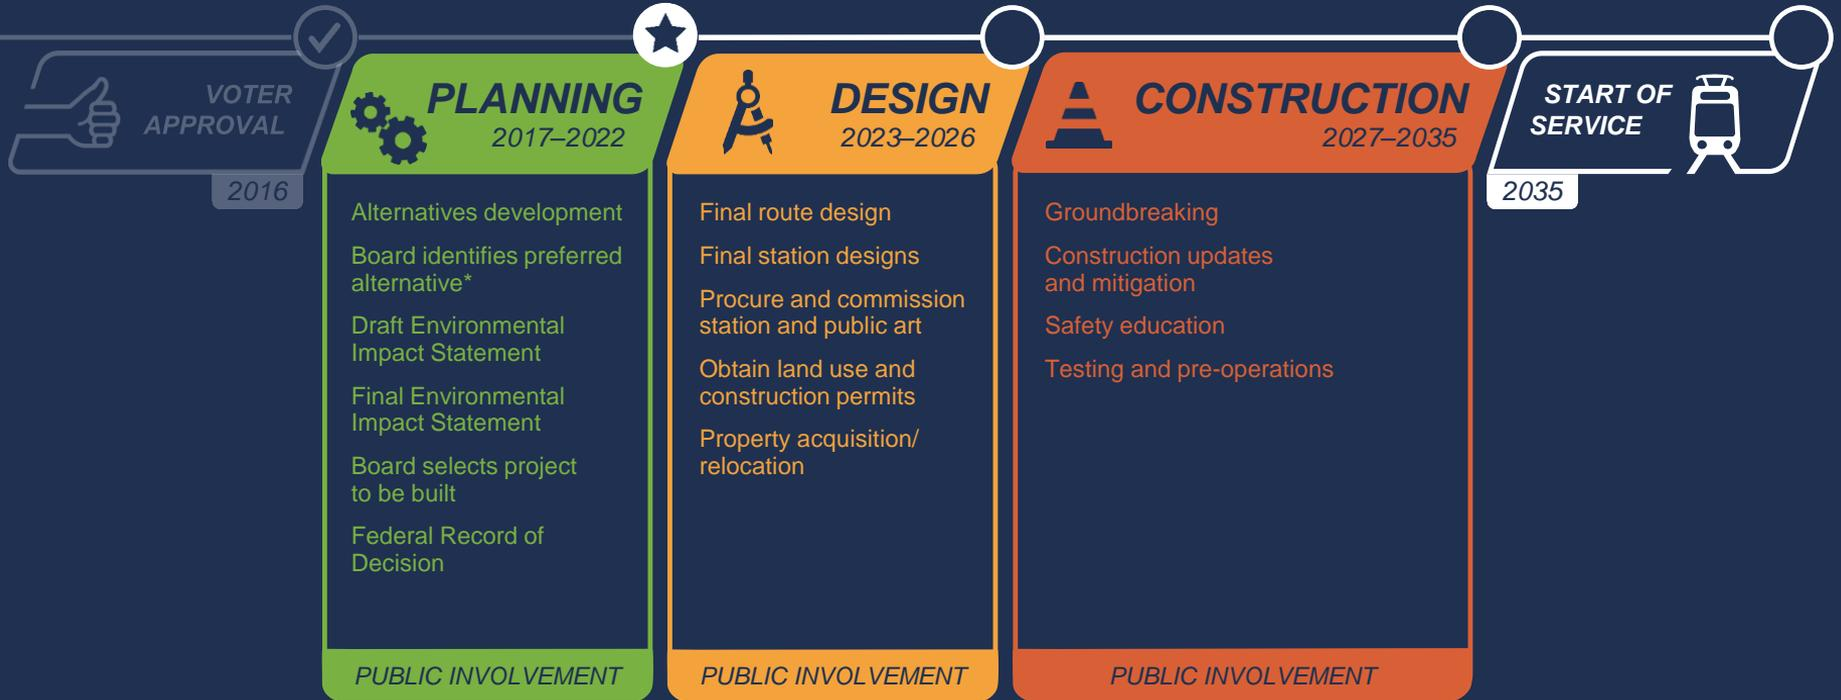 VOTER
APPROVAL
2016
PLANNING
2017–2022
Alternatives development
Board identifies preferred
alternative*
Draft Environmental
Impact Statement
Final Environmental
Impact Statement
Board selects project
to be built
Federal Record of
Decision
PUBLIC INVOLVEMENT
DESIGN
2023–2026
Final route design
Final station designs
Procure and commission
station and public art
Obtain land use and
construction permits
Property acquisition/
relocation
PUBLIC INVOLVEMENT
CONSTRUCTION
2027–2035
Groundbreaking
Construction updates
and mitigation
Safety education
Testing and pre-operations
PUBLIC INVOLVEMENT
START OF
SERVICE
2035